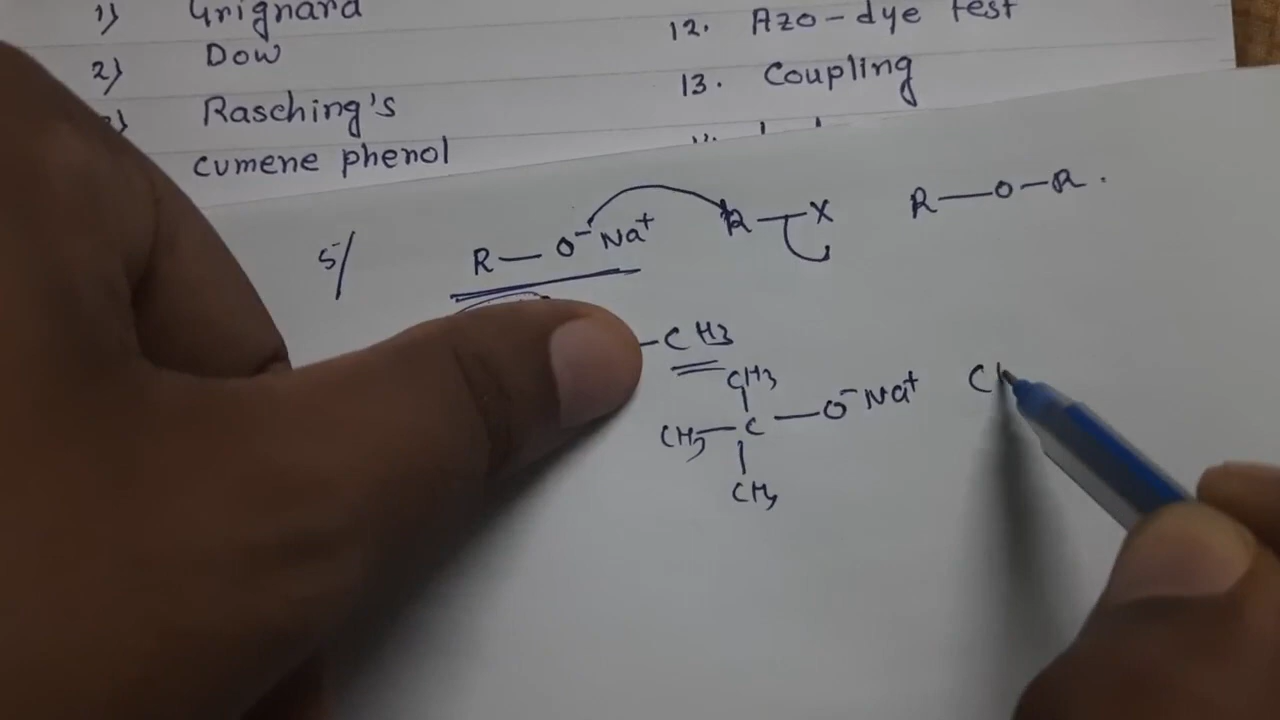 1) Grignard
2) Dow
Rasching's
cumene phenol
12. Azo-dye test
13. Coupling
5/ R—O⁻Na⁺ R—X R—O—R.
—CH3
CH3
CH3—C—O⁻Na⁺
CH3